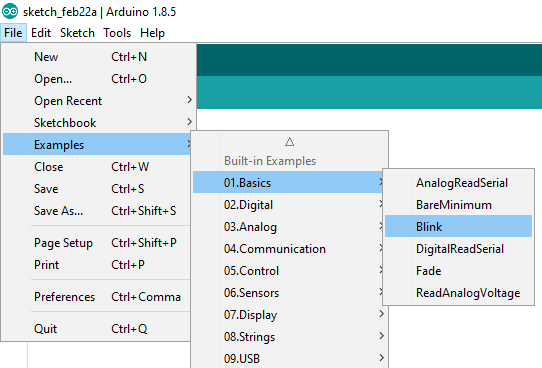 sketch_feb22a | Arduino 1.8.5
File Edit Sketch Tools Help
New Ctrl+N
Open... Ctrl+O
Open Recent
Sketchbook
Examples
Close Ctrl+W
Save Ctrl+S
Save As... Ctrl+Shift+S
Page Setup Ctrl+Shift+P
Print Ctrl+P
Preferences Ctrl+Comma
Quit Ctrl+Q
Built-in Examples
01.Basics
02.Digital
03.Analog
04.Communication
05.Control
06.Sensors
07.Display
08.Strings
09.USB
AnalogReadSerial
BareMinimum
Blink
DigitalReadSerial
Fade
ReadAnalogVoltage